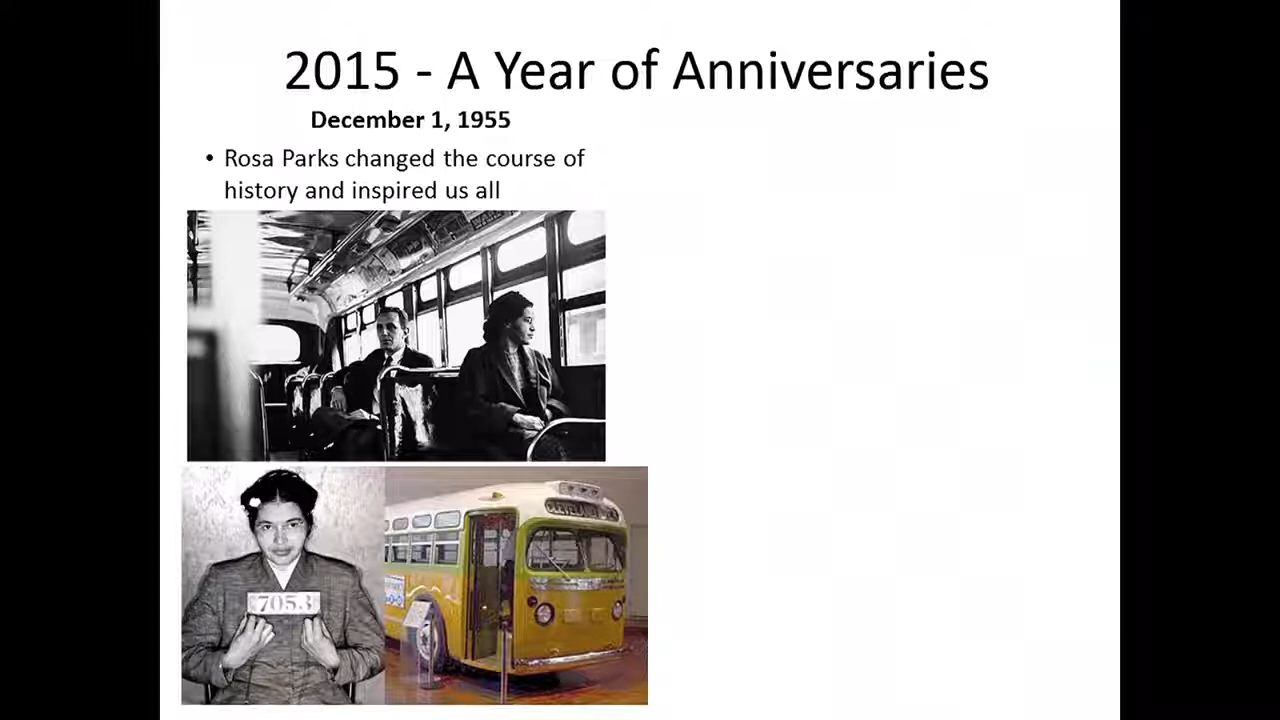 2015 - A Year of Anniversaries
December 1, 1955
• Rosa Parks changed the course of
history and inspired us all
7053